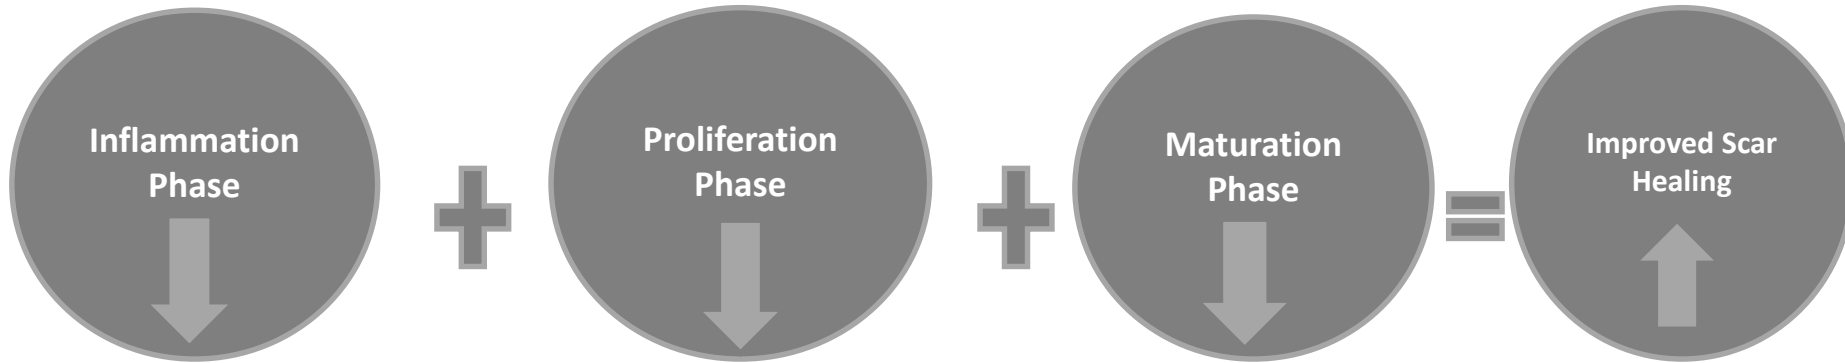 Inflammation
Phase
Proliferation
Phase
Maturation
Phase
Improved Scar
Healing